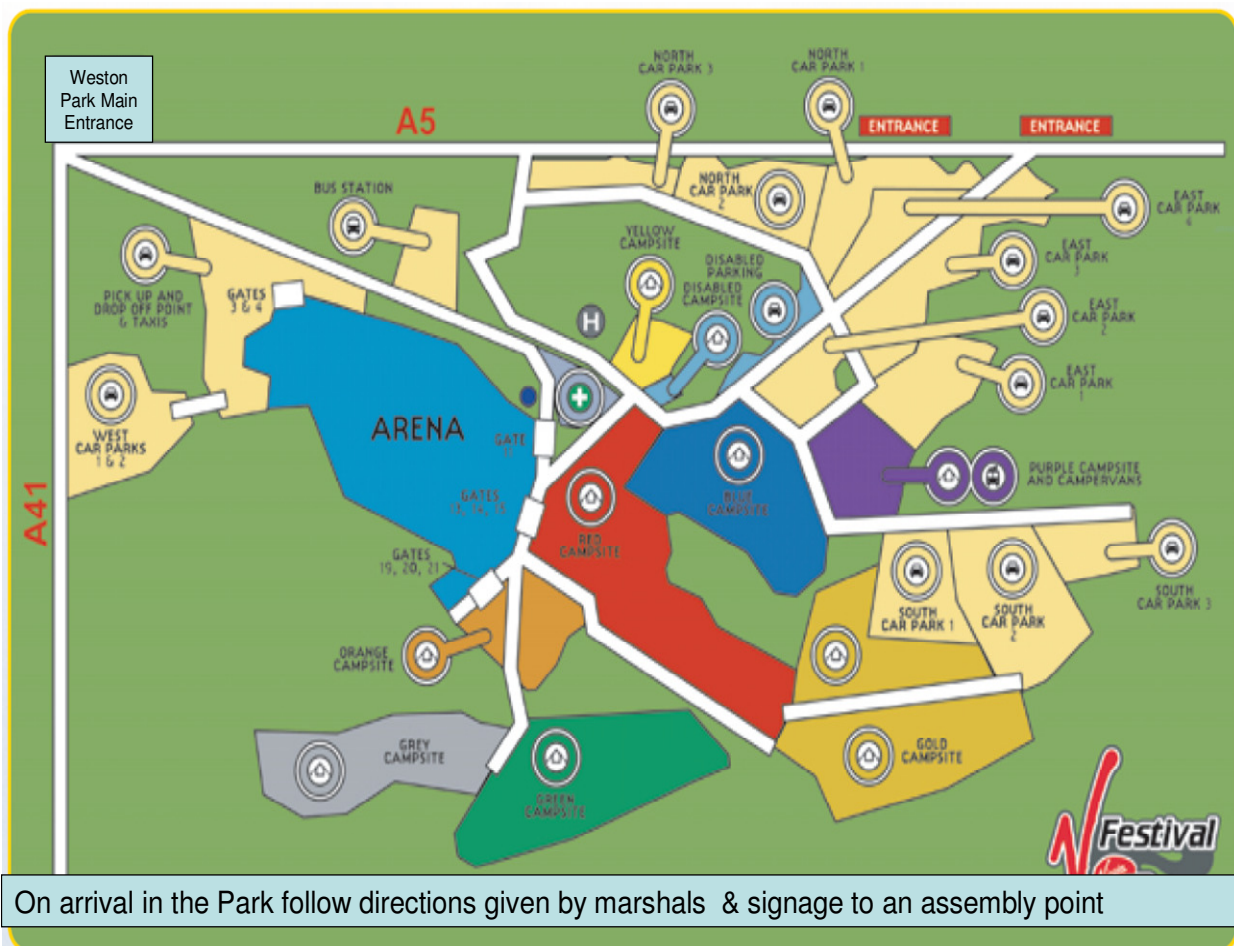 Weston
Park Main
Entrance
A5
NORTH
CAR PARK 3
NORTH
CAR PARK 1
ENTRANCE
ENTRANCE
BUS STATION
NORTH
CAR PARK
2
EAST
CAR PARK
4
YELLOW
CAMPSITE
DISABLED
PARKING
DISABLED
CAMPSITE
EAST
CAR PARK
3
PICK UP AND
DROP OFF POINT
& TAXIS
GATES
3 & 4
H
EAST
CAR PARK
2
EAST
CAR PARK
1
WEST
CAR PARKS
1 & 2
ARENA
GATE
A41
GATES
BLUE
CAMPSITE
PURPLE CAMPSITE
AND CAMPERVANS
RED
CAMPSITE
GATES
19, 20, 21
SOUTH
CAR PARK 1
SOUTH
CAR PARK
2
SOUTH
CAR PARK 3
ORANGE
CAMPSITE
GREY
CAMPSITE
GOLD
CAMPSITE
GREEN
CAMPSITE
V Festival
On arrival in the Park follow directions given by marshals & signage to an assembly point